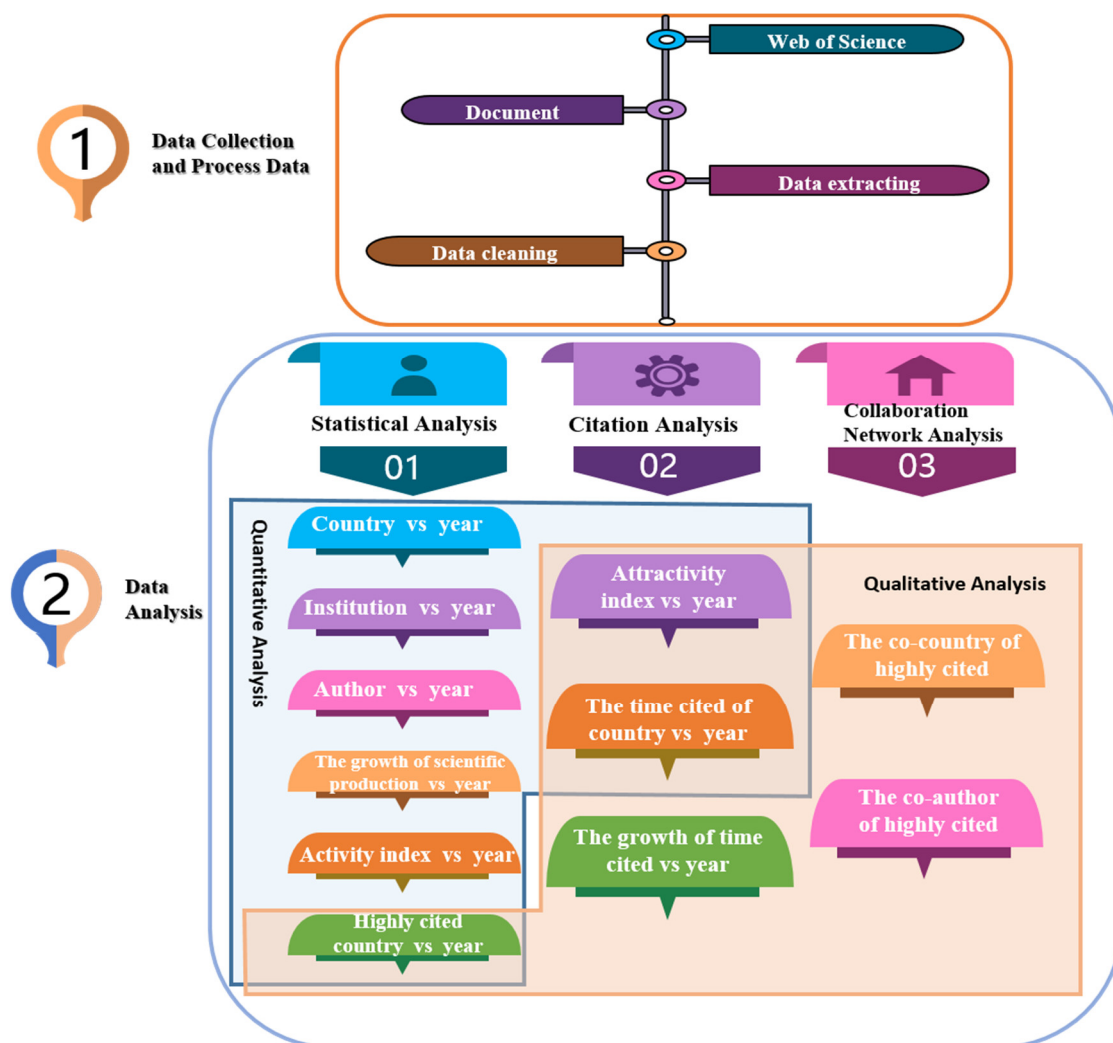 1
Data Collection
and Process Data
Web of Science
Document
Data extracting
Data cleaning
2
Data
Analysis
Statistical Analysis
01
Citation Analysis
02
Collaboration
Network Analysis
03
Quantitative Analysis
Country vs year
Institution vs year
Author vs year
The growth of scientific
production vs year
Activity index vs year
Highly cited
country vs year
Attractivity
index vs year
The time cited of
country vs year
The growth of time
cited vs year
Qualitative Analysis
The co-country of
highly cited
The co-author
of highly cited